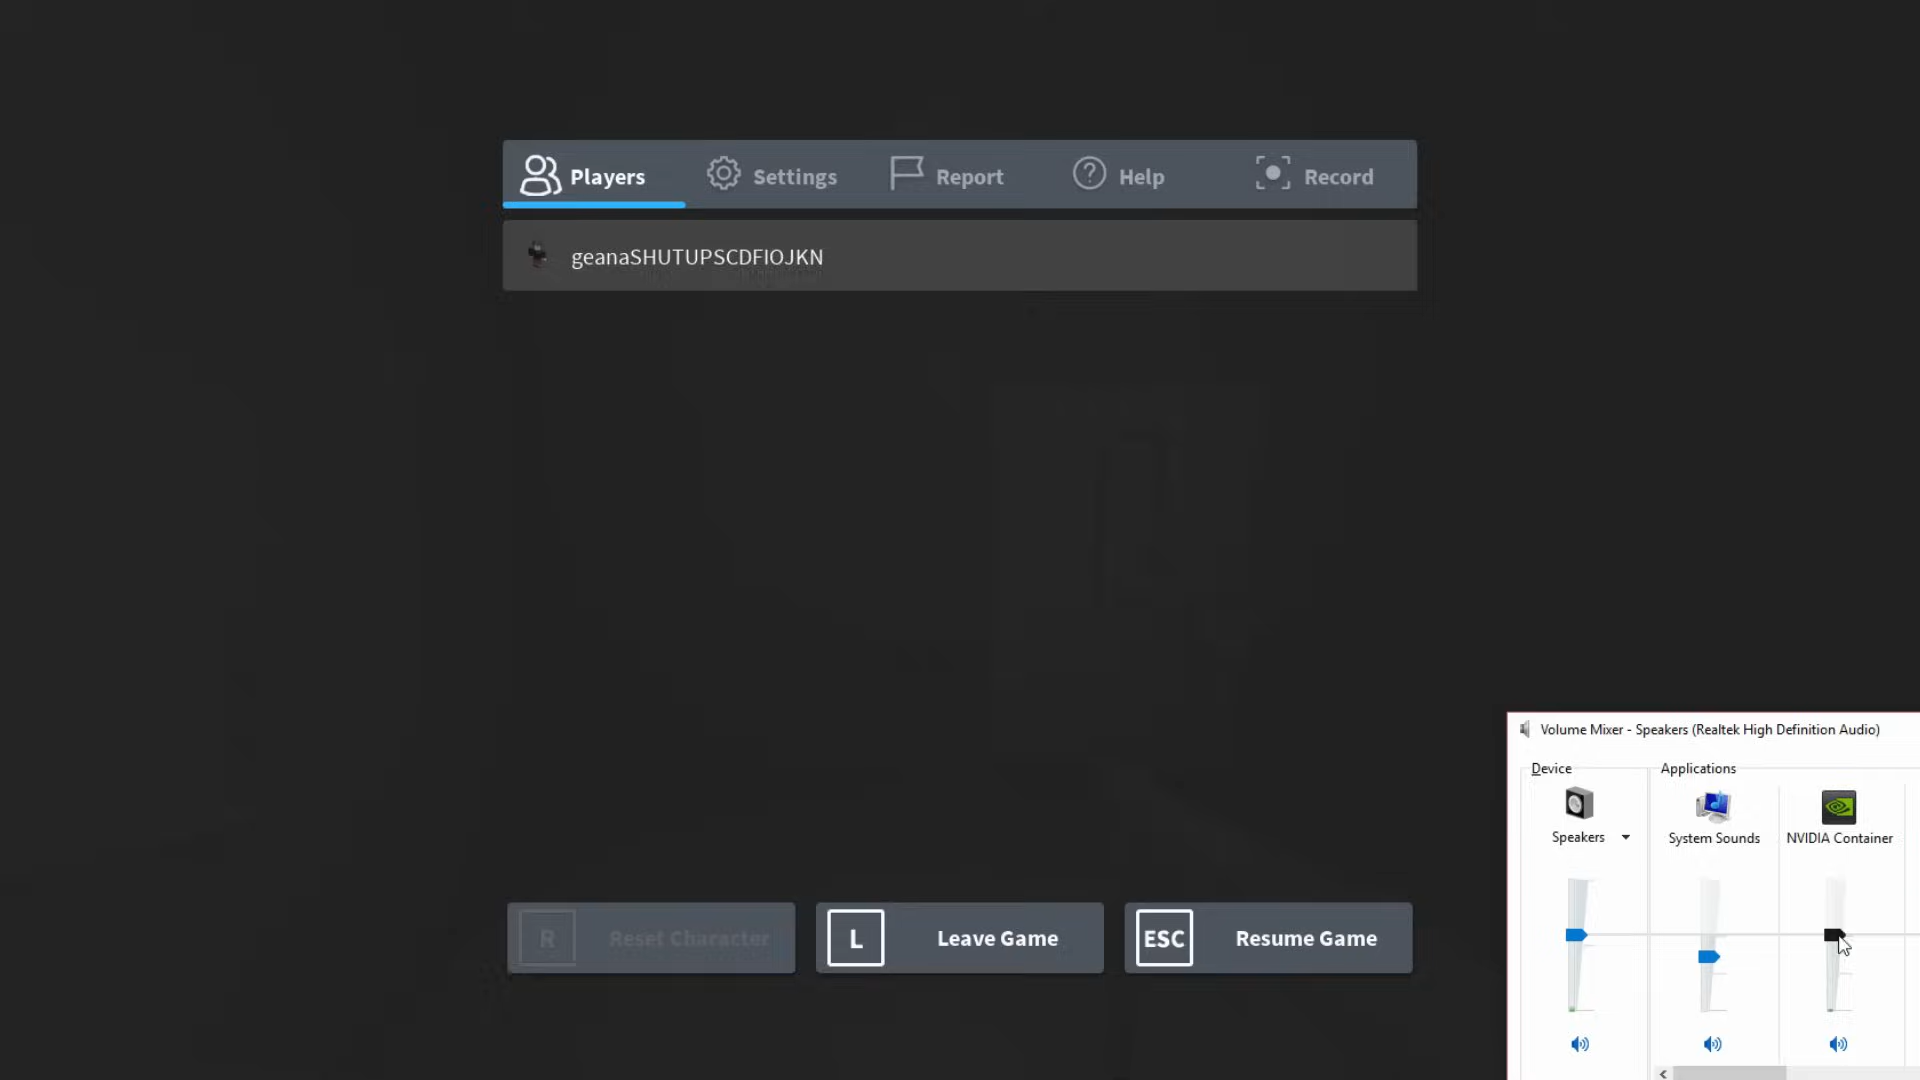 Players Settings Report Help Record
geanaSHUTUPSCDFIOJKN
R Reset Character L Leave Game ESC Resume Game
Volume Mixer - Speakers (Realtek High Definition Audio)
Device Applications
Speakers System Sounds NVIDIA Container